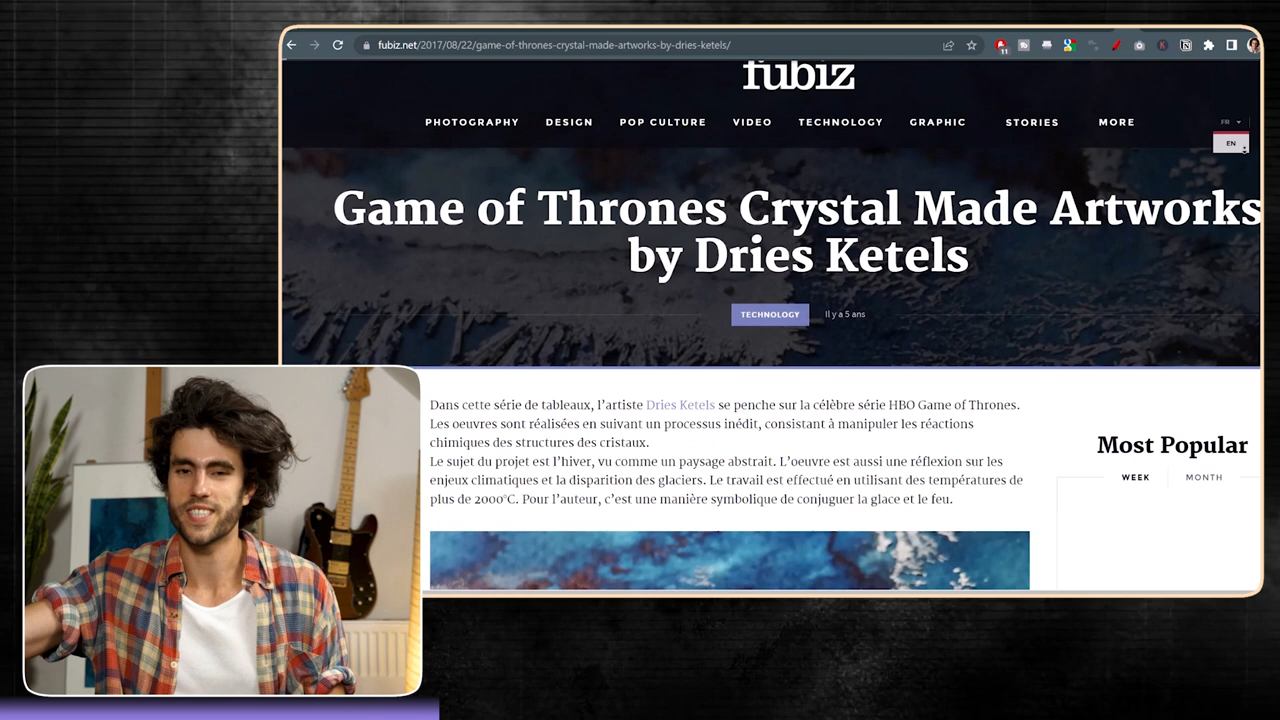 fubiz.net/2017/08/22/game-of-thrones-crystal-made-artworks-by-dries-ketels/
11
fubiz
PHOTOGRAPHY DESIGN POP CULTURE VIDEO TECHNOLOGY GRAPHIC STORIES MORE
FR
EN
Game of Thrones Crystal Made Artworks
by Dries Ketels
TECHNOLOGY Il y a 5 ans
Dans cette série de tableaux, l'artiste Dries Ketels se penche sur la célèbre série HBO Game of Thrones.
Les oeuvres sont réalisées en suivant un processus inédit, consistant à manipuler les réactions
chimiques des structures des cristaux.
Le sujet du projet est l'hiver, vu comme un paysage abstrait. L'oeuvre est aussi une réflexion sur les
enjeux climatiques et la disparition des glaciers. Le travail est effectué en utilisant des températures de
plus de 2000°C. Pour l'auteur, c'est une manière symbolique de conjuguer la glace et le feu.
Most Popular
WEEK MONTH